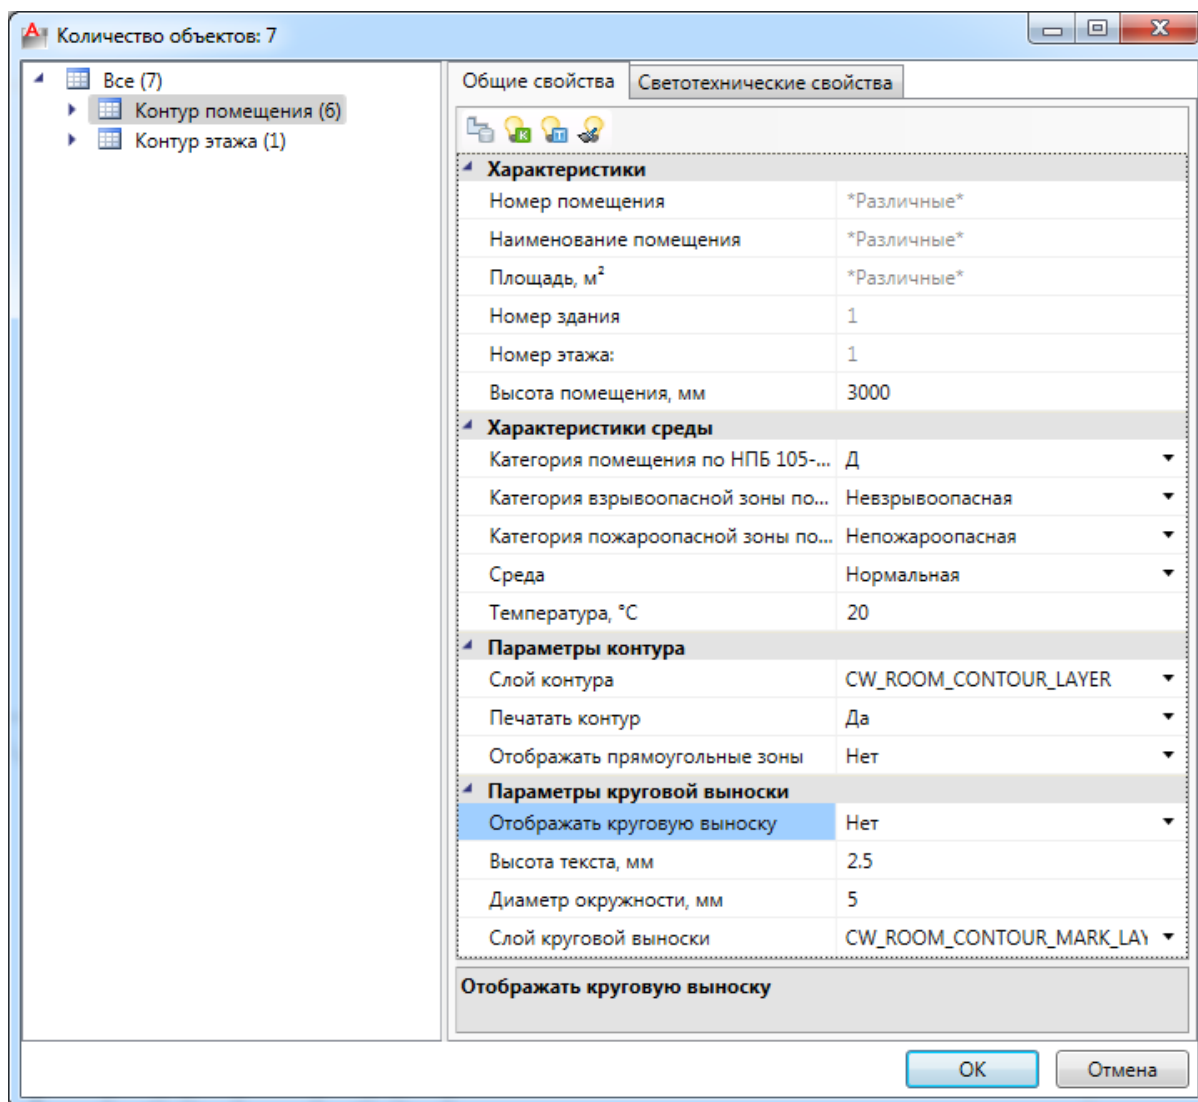 Количество объектов: 7
Все (7)
Контур помещения (6)
Контур этажа (1)
Общие свойства Светотехнические свойства
Характеристики
Номер помещения *Различные*
Наименование помещения *Различные*
Площадь, м² *Различные*
Номер здания 1
Номер этажа: 1
Высота помещения, мм 3000
Характеристики среды
Категория помещения по НПБ 105-... Д
Категория взрывоопасной зоны по... Невзрывоопасная
Категория пожароопасной зоны по... Непожароопасная
Среда Нормальная
Температура, °C 20
Параметры контура
Слой контура CW_ROOM_CONTOUR_LAYER
Печатать контур Да
Отображать прямоугольные зоны Нет
Параметры круговой выноски
Отображать круговую выноску Нет
Высота текста, мм 2.5
Диаметр окружности, мм 5
Слой круговой выноски CW_ROOM_CONTOUR_MARK_LAY
Отображать круговую выноску
ОК Отмена